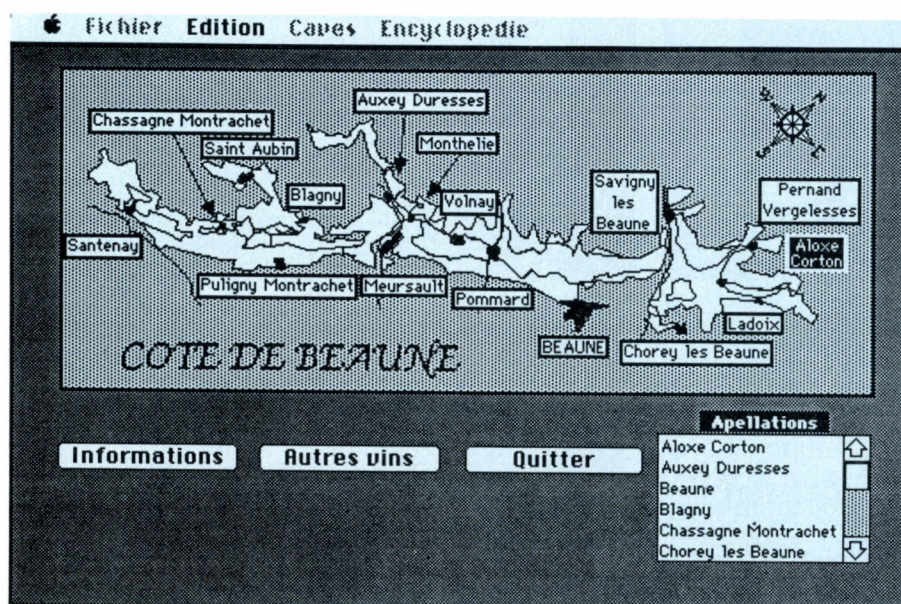 Fichier Edition Caves Encyclopedie
Auxey Duresses
Chassagne Montrachet
Saint Aubin
Monthelie
Blagny
Volnay
Savigny
les
Beaune
Pernand
Vergelesses
Aloxe
Corton
Santenay
Puligny Montrachet
Meursault
Pommard
BEAUNE
Ladoix
Chorey les Beaune
COTE DE BEAUNE
Apellations
Informations
Autres vins
Quitter
Aloxe Corton
Auxey Duresses
Beaune
Blagny
Chassagne Montrachet
Chorey les Beaune